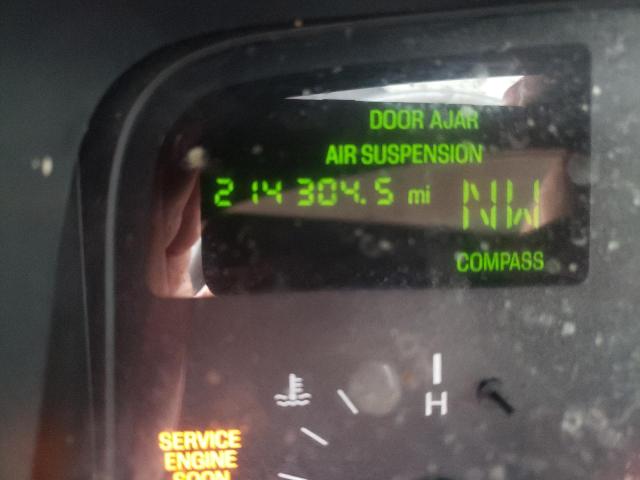 DOOR AJAR
AIR SUSPENSION
214304.5 mi NW
COMPASS
H
SERVICE
ENGINE
SOON